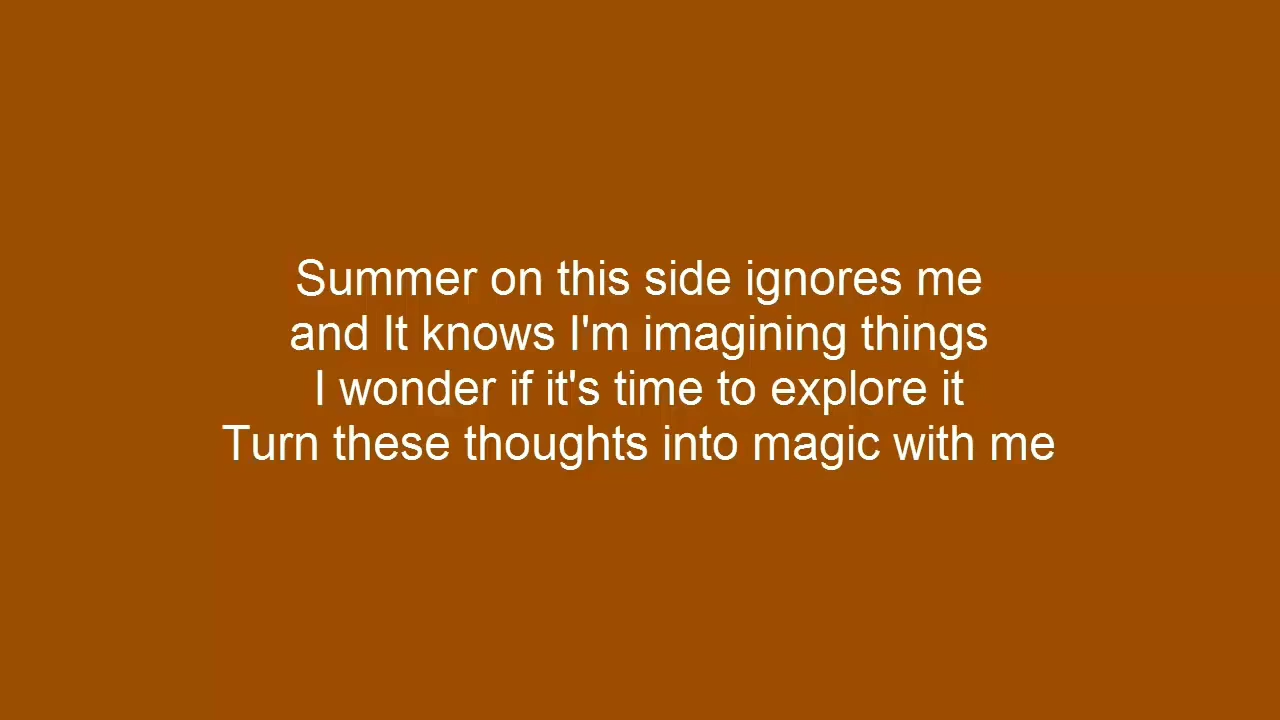 Summer on this side ignores me
and It knows I'm imagining things
I wonder if it's time to explore it
Turn these thoughts into magic with me